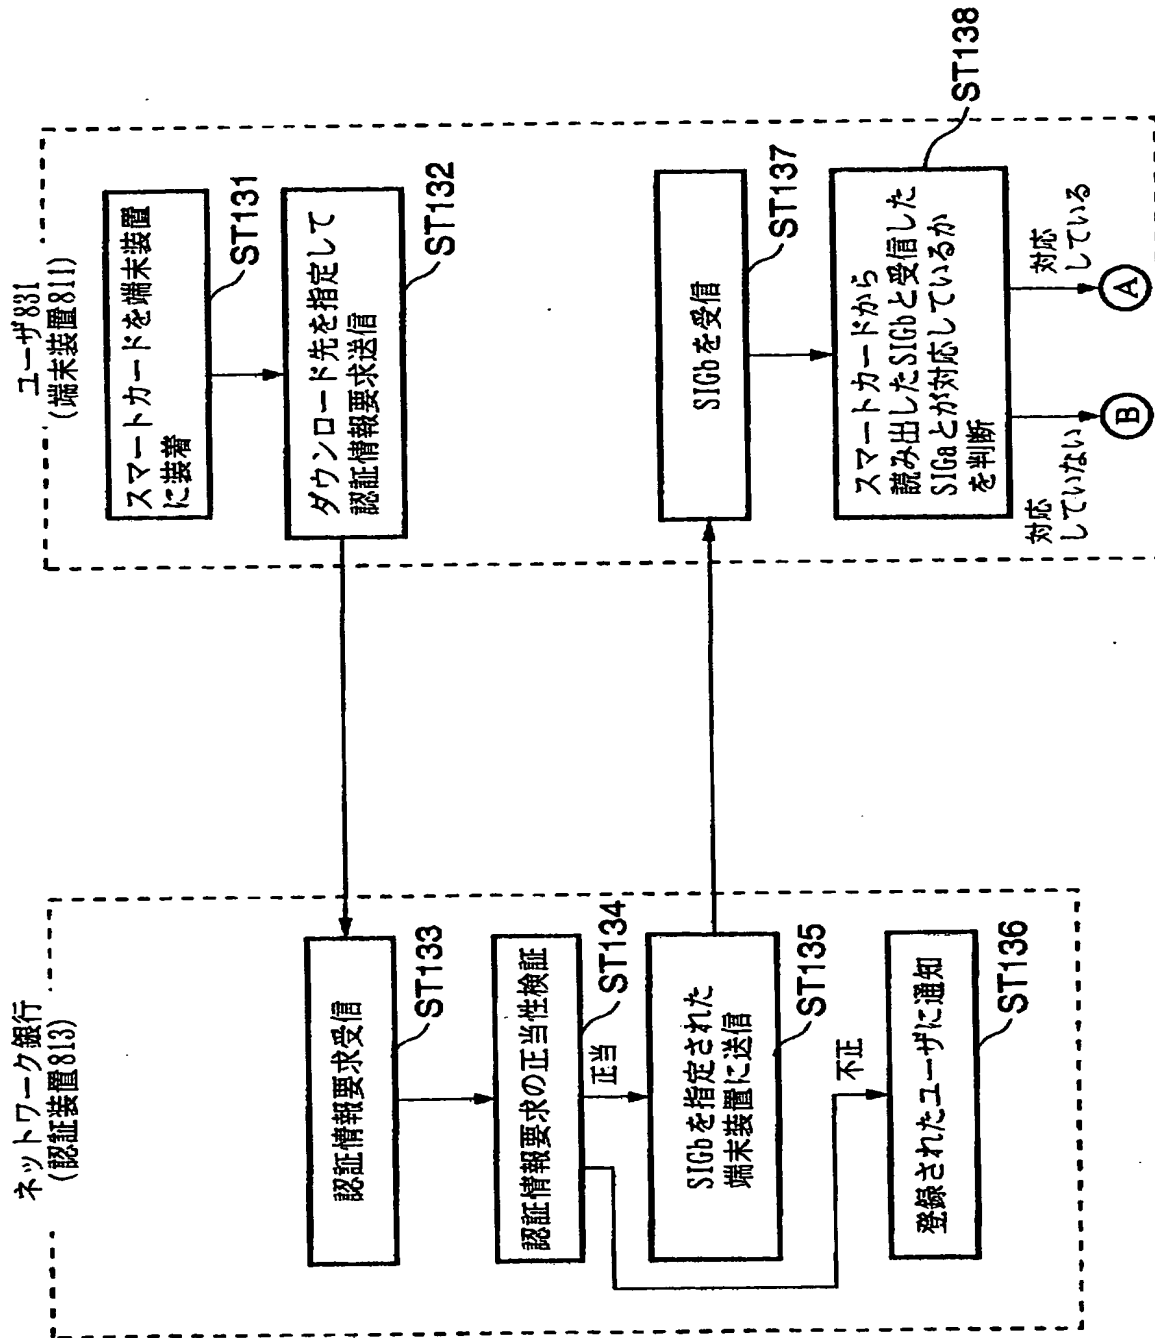 ユーザ831
(端末装置811)
スマートカードを端末装置
に装着
ST131
ダウンロード先を指定して
認証情報要求送信
ST132
ネットワーク銀行
(認証装置813)
認証情報要求受信
ST133
認証情報要求の正当性検証
ST134
正当
不正
SIGbを指定された
端末装置に送信
ST135
登録されたユーザに通知
ST136
SIGbを受信
ST137
スマートカードから
読み出したSIGbと受信した
SIGaとが対応しているか
を判断
ST138
対応
していない
対応
している
B
A